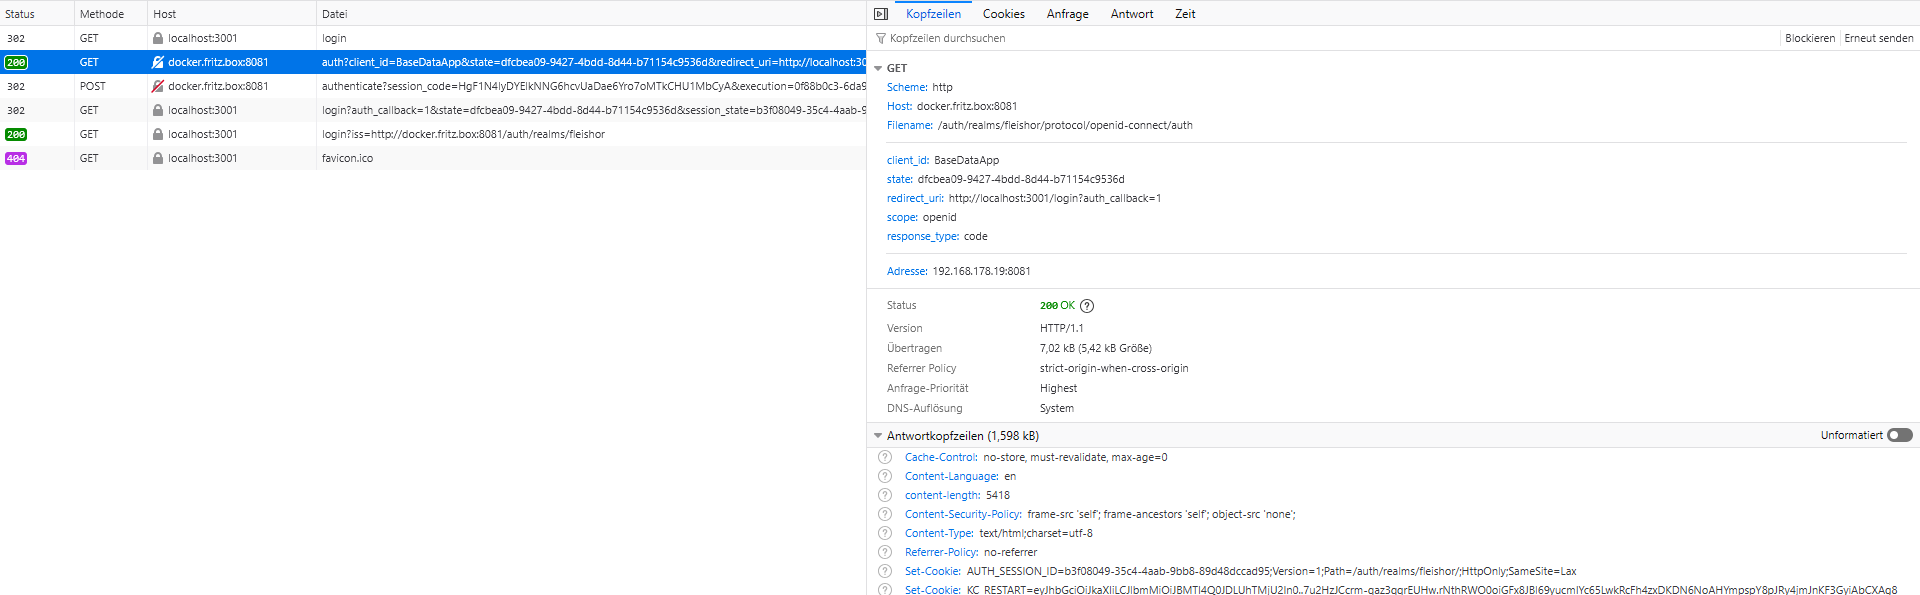 Status Methode Host Datei
302 GET localhost:3001 login
200 GET docker.fritz.box:8081 auth?client_id=BaseDataApp&state=dfcbea09-9427-4bdd-8d44-b71154c9536d&redirect_uri=http://localhost:30
302 POST docker.fritz.box:8081 authenticate?session_code=HgF1N4lyDYElkNNG6hcvUaDae6Yro7oMTkCHU1MbCyA&execution=0f88b0c3-6da9
302 GET localhost:3001 login?auth_callback=1&state=dfcbea09-9427-4bdd-8d44-b71154c9536d&session_state=b3f08049-35c4-4aab-9
200 GET localhost:3001 login?iss=http://docker.fritz.box:8081/auth/realms/fleishor
404 GET localhost:3001 favicon.ico
Kopfzeilen Cookies Anfrage Antwort Zeit
Kopfzeilen durchsuchen Blockieren Erneut senden
GET
Scheme: http
Host: docker.fritz.box:8081
Filename: /auth/realms/fleishor/protocol/openid-connect/auth
client_id: BaseDataApp
state: dfcbea09-9427-4bdd-8d44-b71154c9536d
redirect_uri: http://localhost:3001/login?auth_callback=1
scope: openid
response_type: code
Adresse: 192.168.178.19:8081
Status 200 OK
Version HTTP/1.1
Übertragen 7,02 kB (5,42 kB Größe)
Referrer Policy strict-origin-when-cross-origin
Anfrage-Priorität Highest
DNS-Auflösung System
Antwortkopfzeilen (1,598 kB) Unformatiert
Cache-Control: no-store, must-revalidate, max-age=0
Content-Language: en
content-length: 5418
Content-Security-Policy: frame-src 'self'; frame-ancestors 'self'; object-src 'none';
Content-Type: text/html;charset=utf-8
Referrer-Policy: no-referrer
Set-Cookie: AUTH_SESSION_ID=b3f08049-35c4-4aab-9bb8-89d48dccad95;Version=1;Path=/auth/realms/fleishor/;HttpOnly;SameSite=Lax
Set-Cookie: